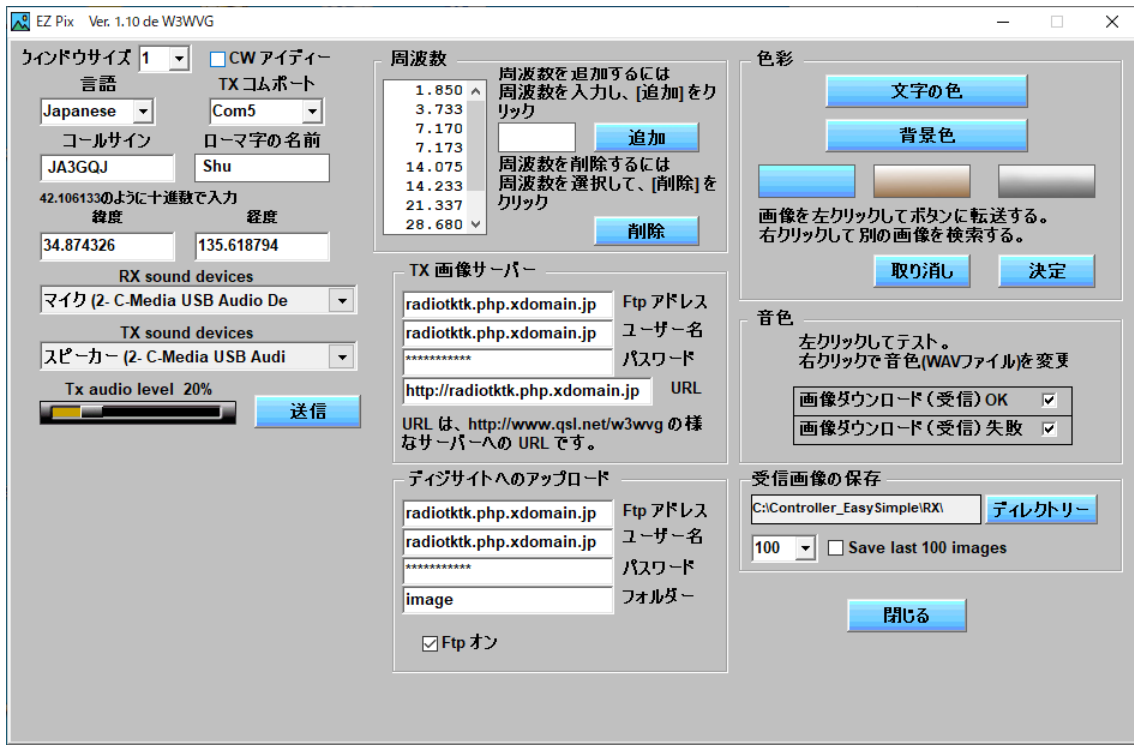 EZ Pix Ver. 1.10 de W3WVG
ウィンドウサイズ 1
CW アイディー
言語
TX コムポート
Japanese
Com5
コールサイン
ローマ字の名前
JA3GQJ
Shu
42.106133のように十進数で入力
緯度
経度
34.874326
135.618794
RX sound devices
マイク (2- C-Media USB Audio De
TX sound devices
スピーカー (2- C-Media USB Audi
Tx audio level 20%
送信
周波数
1.850
3.733
7.170
7.173
14.075
14.233
21.337
28.680
周波数を追加するには
周波数を入力し、[追加]をク
リック
追加
周波数を削除するには
周波数を選択して、[削除]を
クリック
削除
TX 画像サーバー
radiotktk.php.xdomain.jp Ftp アドレス
radiotktk.php.xdomain.jp ユーザー名
*********** パスワード
http://radiotktk.php.xdomain.jp URL
URL は、http://www.qsl.net/w3wvg の様
なサーバーへの URL です。
ディジサイトへのアップロード
radiotktk.php.xdomain.jp Ftp アドレス
radiotktk.php.xdomain.jp ユーザー名
*********** パスワード
image フォルダー
Ftp オン
色彩
文字の色
背景色
画像を左クリックしてボタンに転送する。
右クリックして別の画像を検索する。
取り消し
決定
音色
左クリックしてテスト。
右クリックで音色(WAVファイル)を変更
画像ダウンロード(受信)OK
画像ダウンロード(受信)失敗
受信画像の保存
C:\Controller_EasySimple\RX\
ディレクトリー
100
Save last 100 images
閉じる